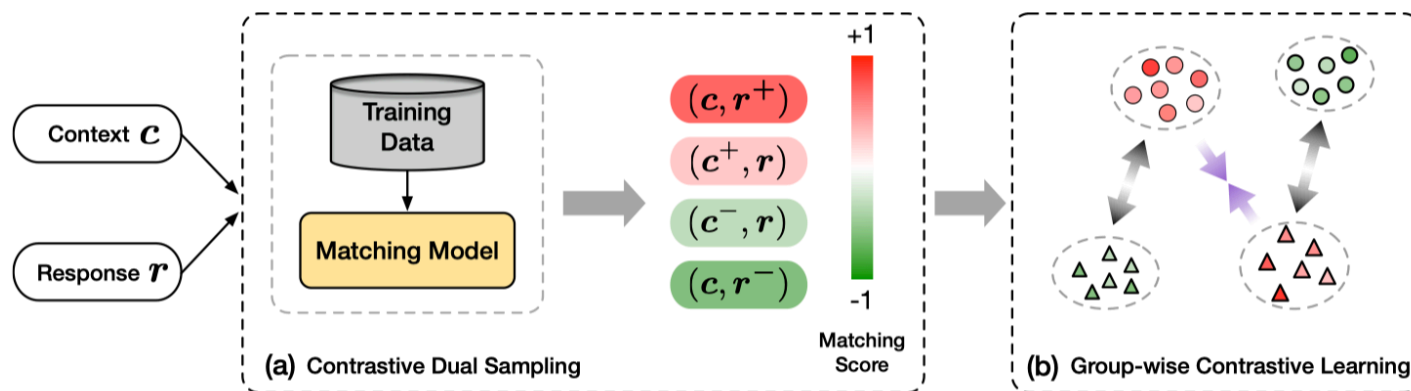 Context c
Response r
Training
Data
Matching Model
(c, r⁺)
(c⁺, r)
(c⁻, r)
(c, r⁻)
+1
-1
Matching
Score
(a) Contrastive Dual Sampling
(b) Group-wise Contrastive Learning